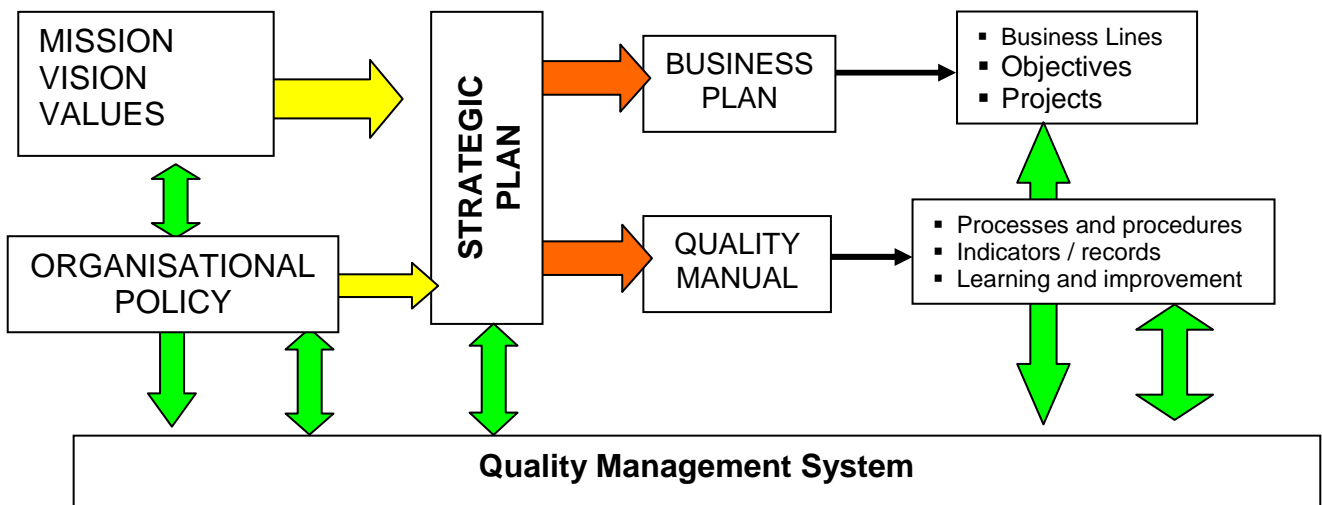 MISSION
VISION
VALUES
ORGANISATIONAL
POLICY
STRATEGIC
PLAN
BUSINESS
PLAN
QUALITY
MANUAL
▪ Business Lines
▪ Objectives
▪ Projects
▪ Processes and procedures
▪ Indicators / records
▪ Learning and improvement
Quality Management System